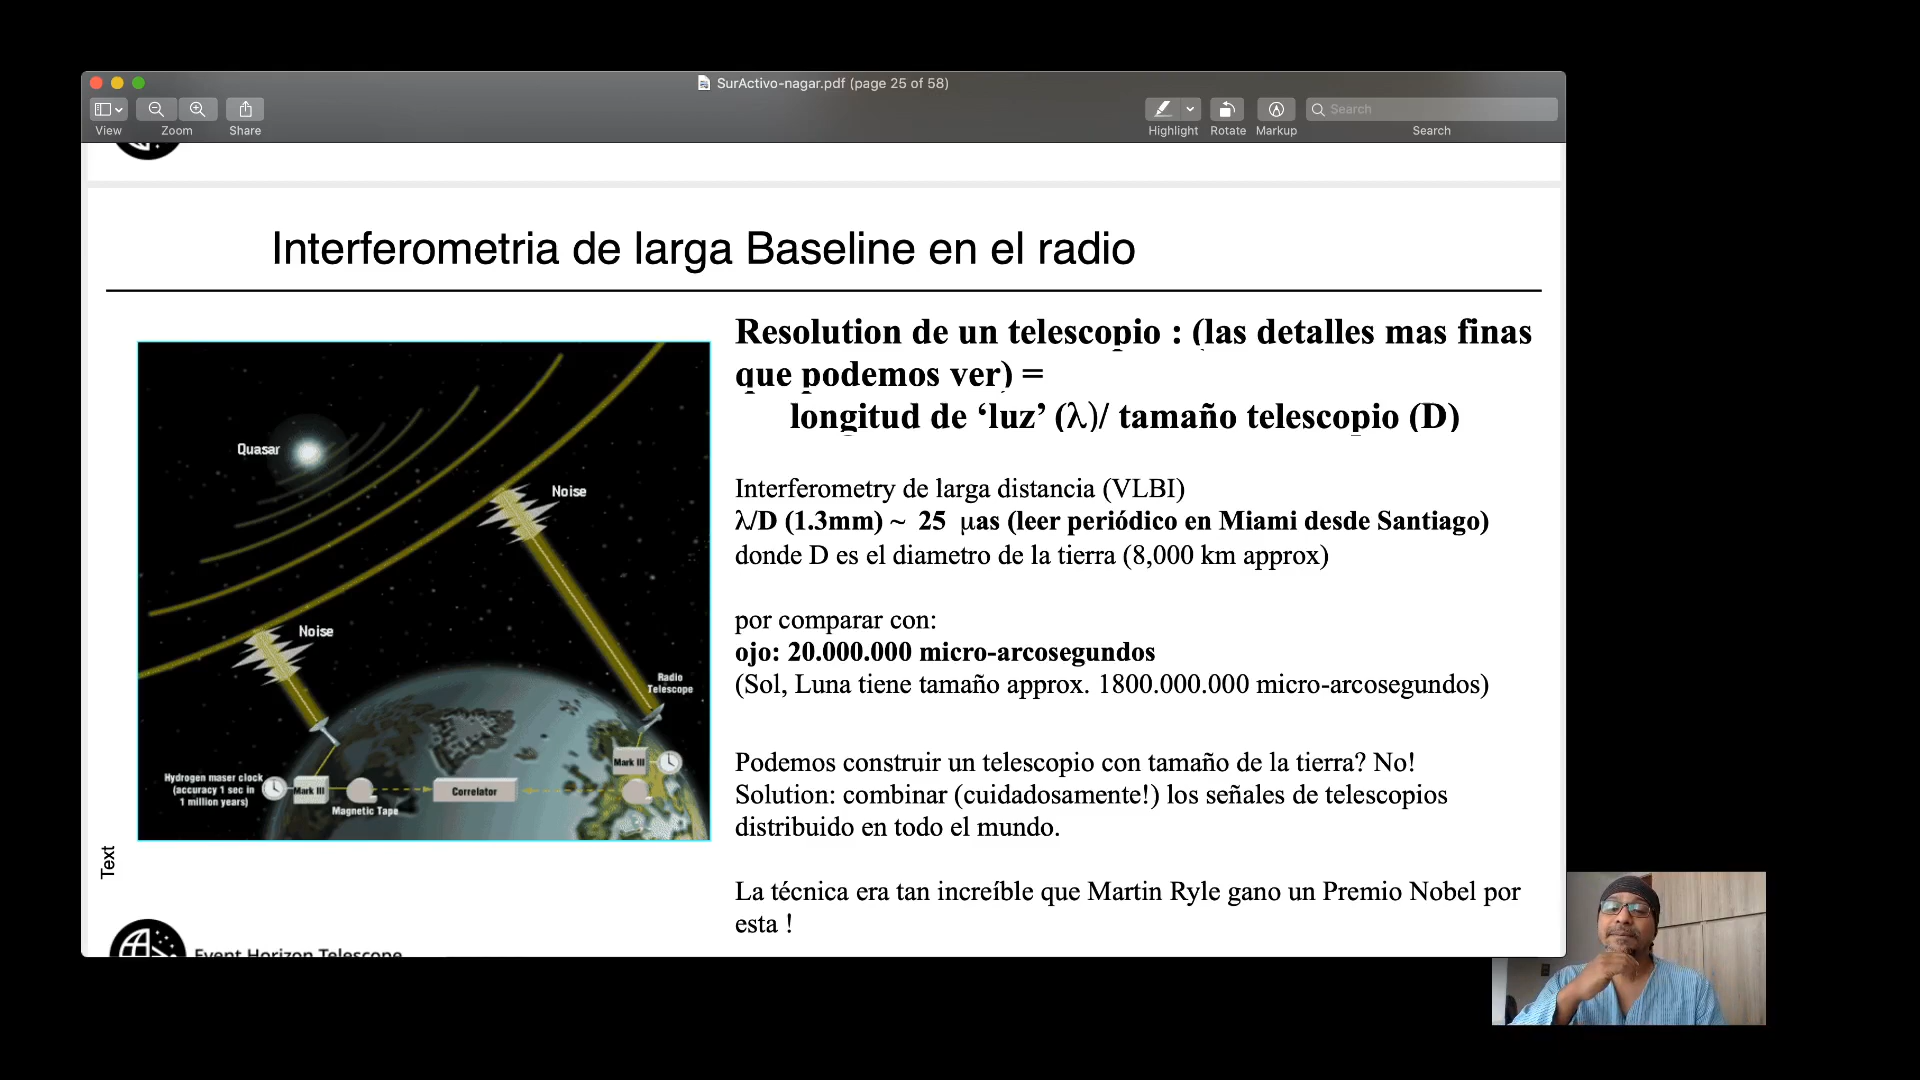 SurActivo-nagar.pdf (page 25 of 58)
Search
View
Zoom
Share
Highlight
Rotate
Markup
Search
Interferometria de larga Baseline en el radio
Resolution de un telescopio : (las detalles mas finas
que podemos ver) =
longitud de ‘luz’ (λ)/ tamaño telescopio (D)
Quasar
Noise
Noise
Radio
Telescope
Mark III
Hydrogen maser clock
(accuracy 1 sec in
1 million years)
Mark III
Magnetic Tape
Correlator
Interferometry de larga distancia (VLBI)
λ/D (1.3mm) ~ 25 μas (leer periódico en Miami desde Santiago)
donde D es el diametro de la tierra (8,000 km approx)
por comparar con:
ojo: 20.000.000 micro-arcosegundos
(Sol, Luna tiene tamaño approx. 1800.000.000 micro-arcosegundos)
Podemos construir un telescopio con tamaño de la tierra? No!
Solution: combinar (cuidadosamente!) los señales de telescopios
distribuido en todo el mundo.
La técnica era tan increíble que Martin Ryle gano un Premio Nobel por
esta !
Text
Event Horizon Telescope